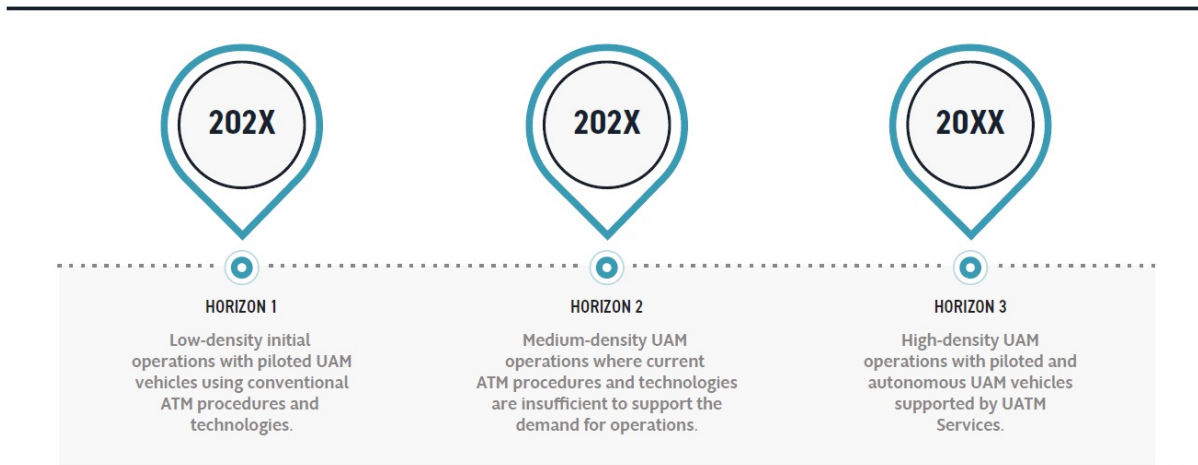 202X
202X
20XX
HORIZON 1
Low-density initial
operations with piloted UAM
vehicles using conventional
ATM procedures and
technologies.
HORIZON 2
Medium-density UAM
operations where current
ATM procedures and technologies
are insufficient to support the
demand for operations.
HORIZON 3
High-density UAM
operations with piloted and
autonomous UAM vehicles
supported by UATM
Services.